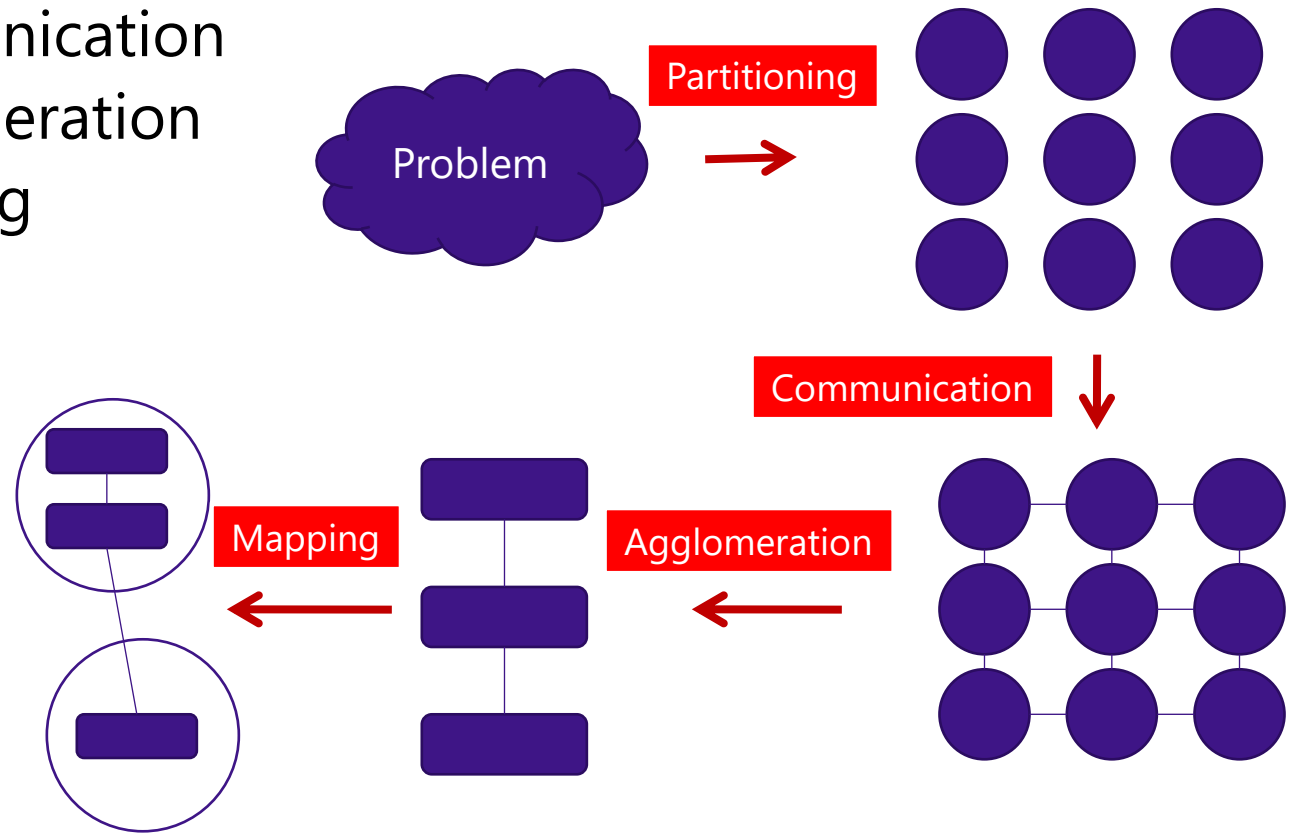 nication
eration
g
Problem
Partitioning
Communication
Agglomeration
Mapping